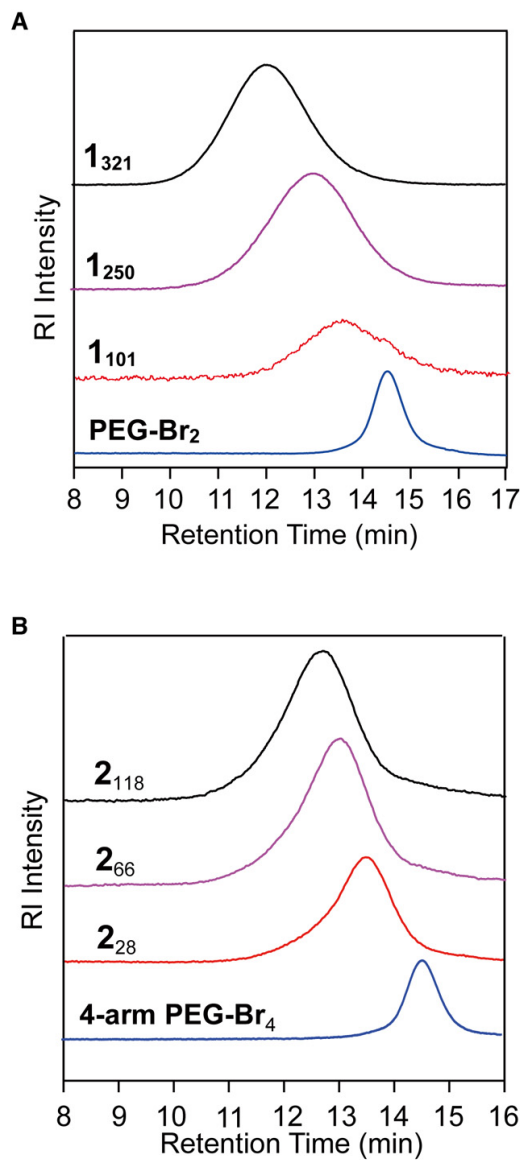 A
1321
1250
1101
PEG-Br2
RI Intensity
8 9 10 11 12 13 14 15 16 17
Retention Time (min)
B
2118
266
228
4-arm PEG-Br4
RI Intensity
8 9 10 11 12 13 14 15 16
Retention Time (min)